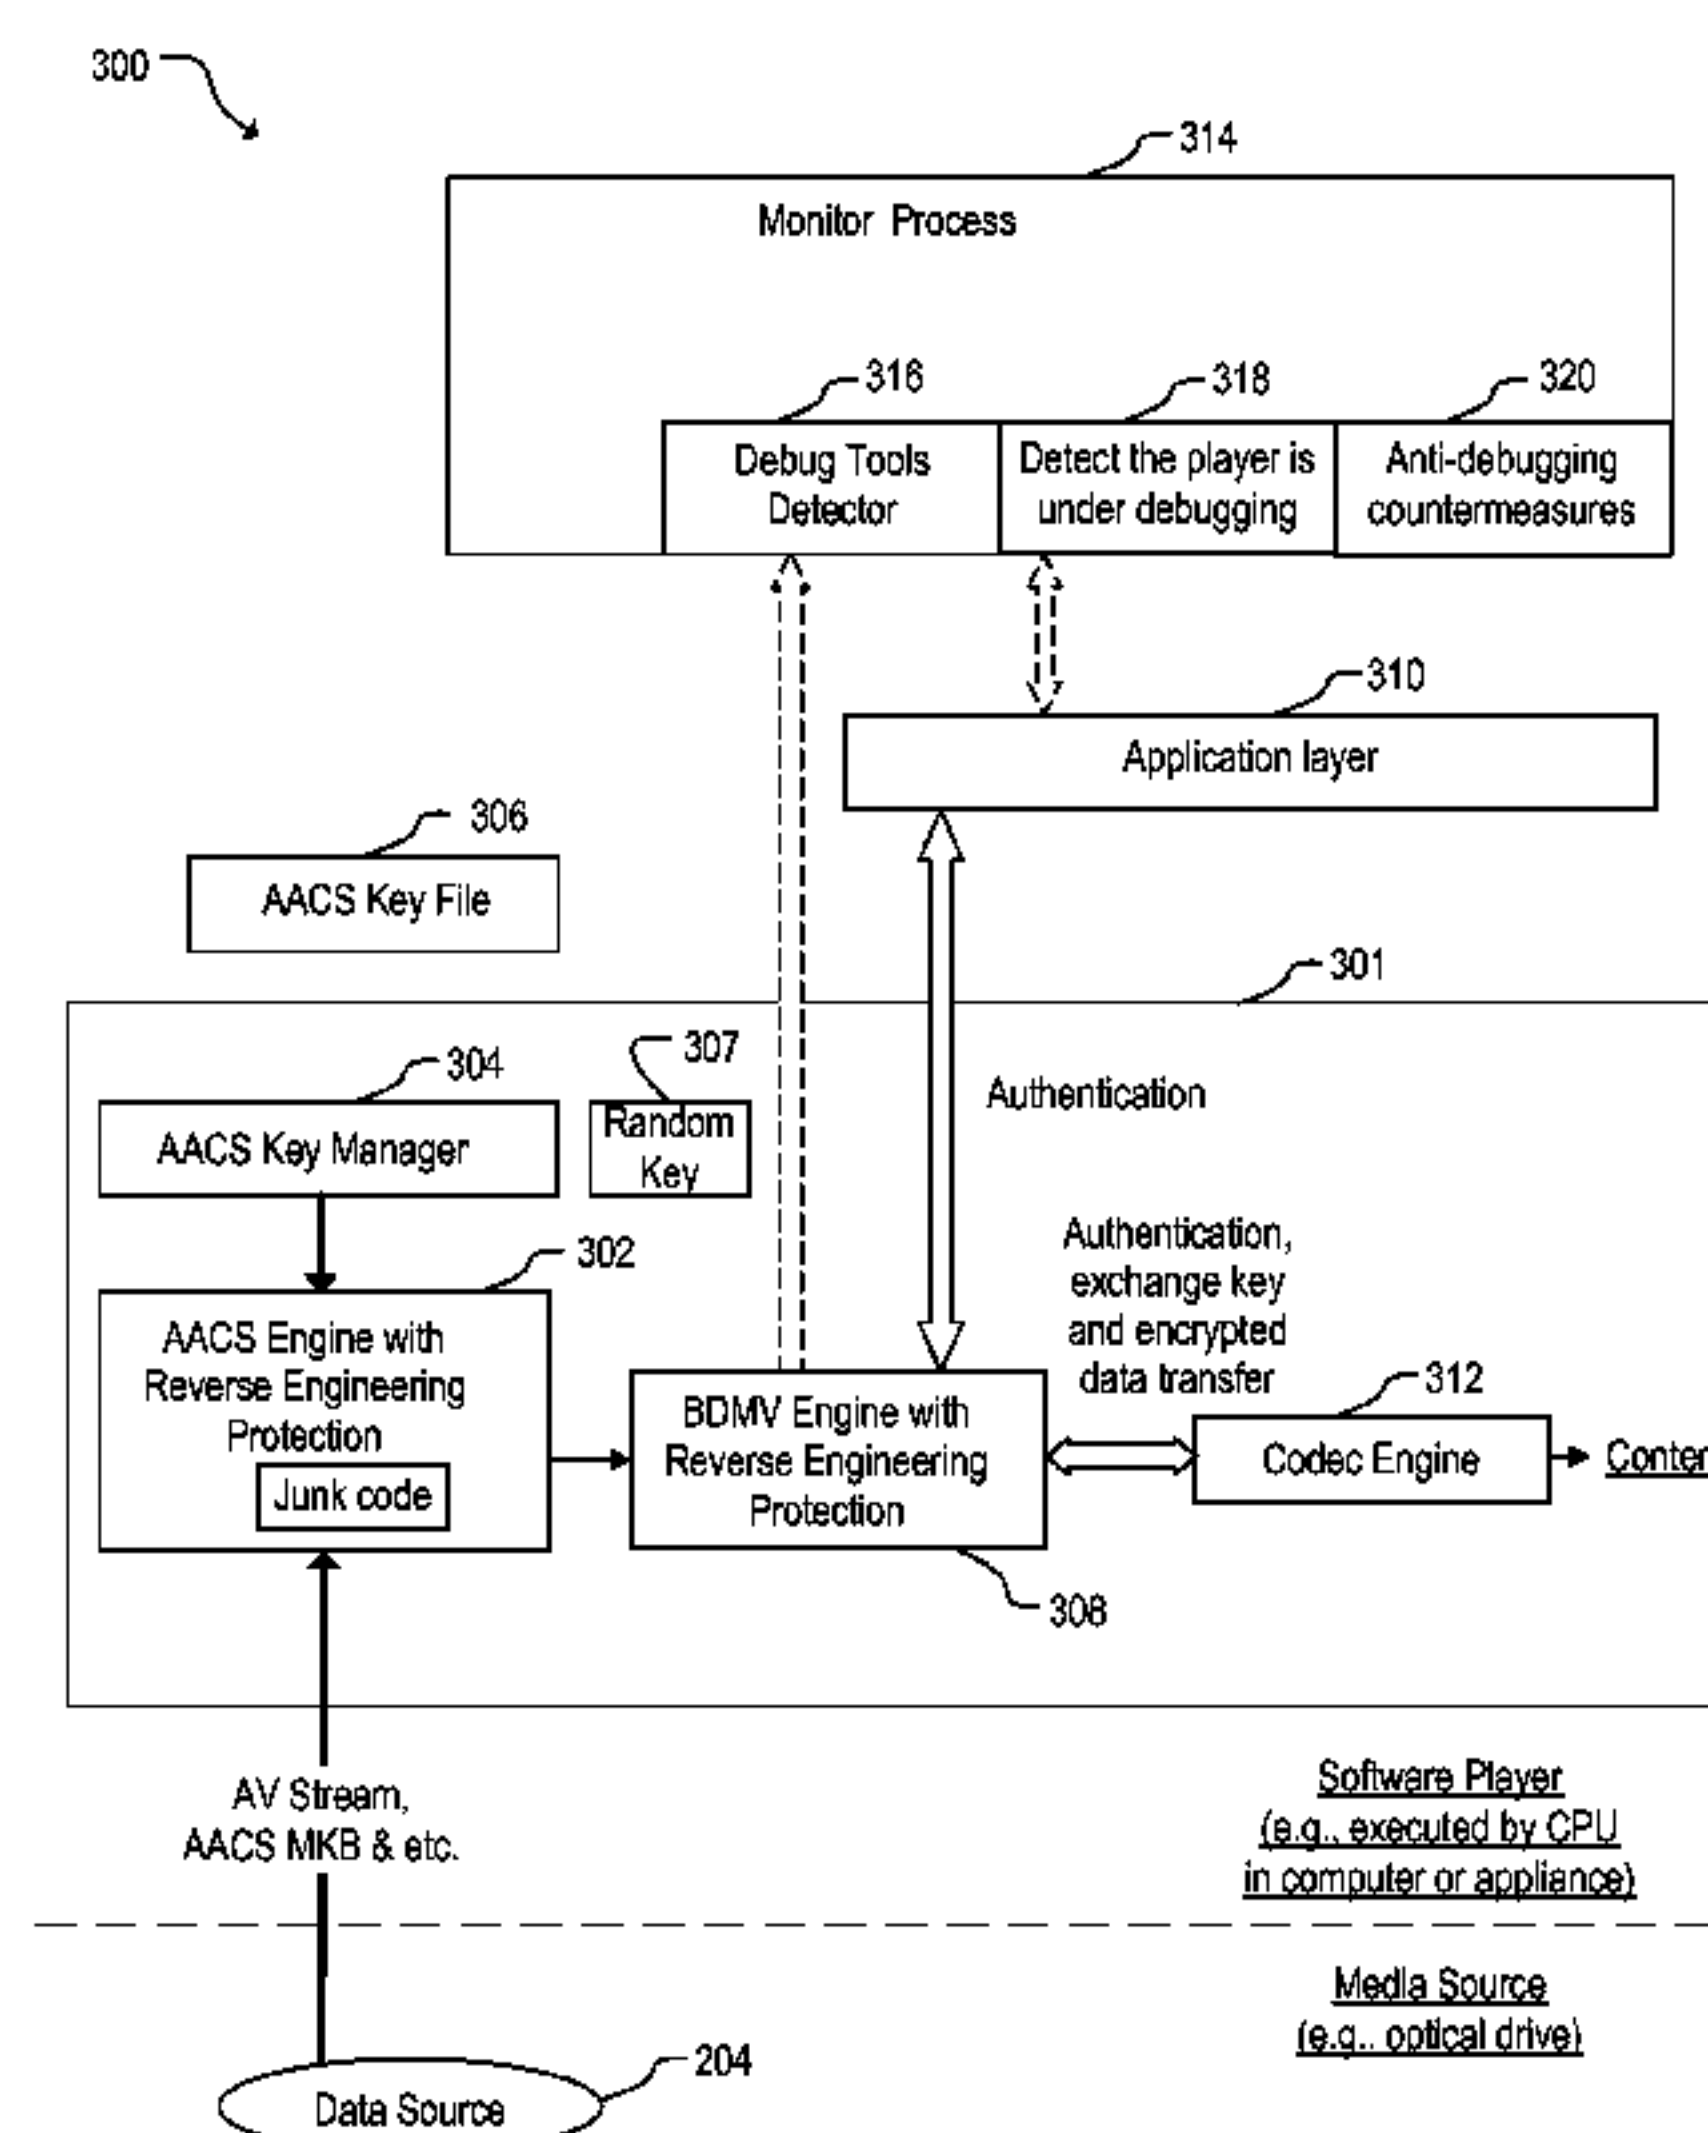 300
314
Monitor Process
316
318
320
Debug Tools
Detector
Detect the player is
under debugging
Anti-debugging
countermeasures
310
Application layer
306
AACS Key File
301
304
307
AACS Key Manager
Random
Key
Authentication
302
Authentication,
exchange key
and encrypted
data transfer
AACS Engine with
Reverse Engineering
Protection
Junk code
BDMV Engine with
Reverse Engineering
Protection
312
Codec Engine
308
AV Stream,
AACS MKB & etc.
Software Player
(e.g., executed by CPU
in computer or appliance)
Media Source
(e.g., optical drive)
204
Data Source